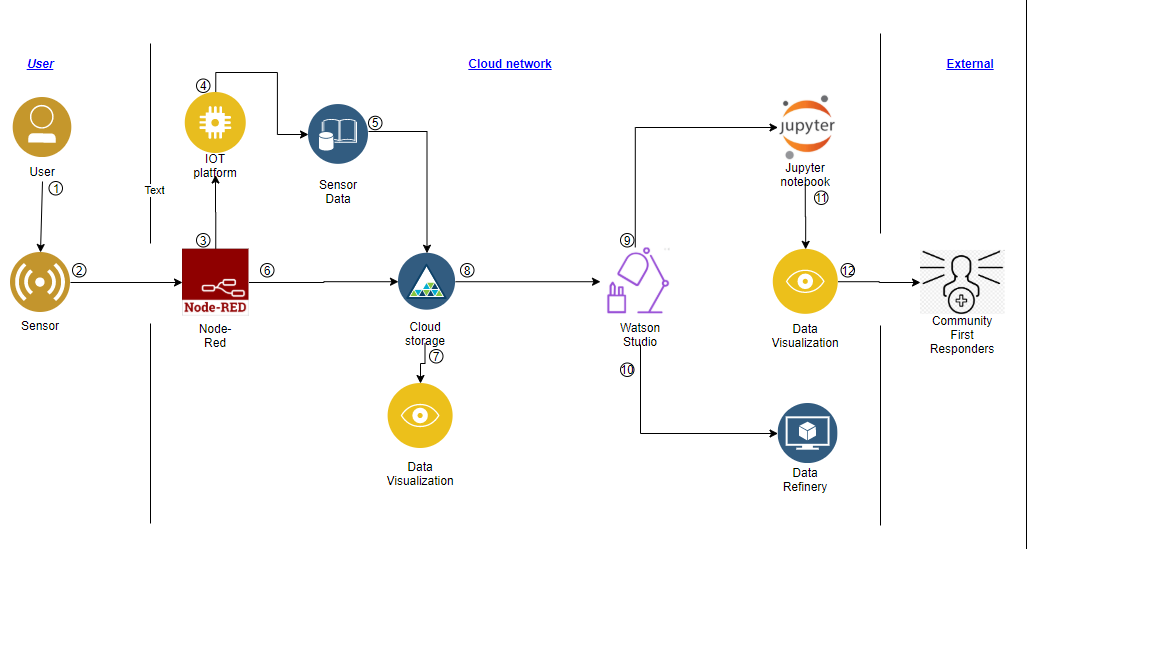 User
Cloud network
External
④
⑤
IOT
platform
User
①
Text
Sensor
Data
jupyter
Jupyter
notebook
⑪
③
②
⑥
⑧
⑨
⑫
Node-RED
Sensor
Node-
Red
Cloud
storage
⑦
Watson
Studio
⑩
Data
Visualization
Community
First
Responders
Data
Visualization
Data
Refinery